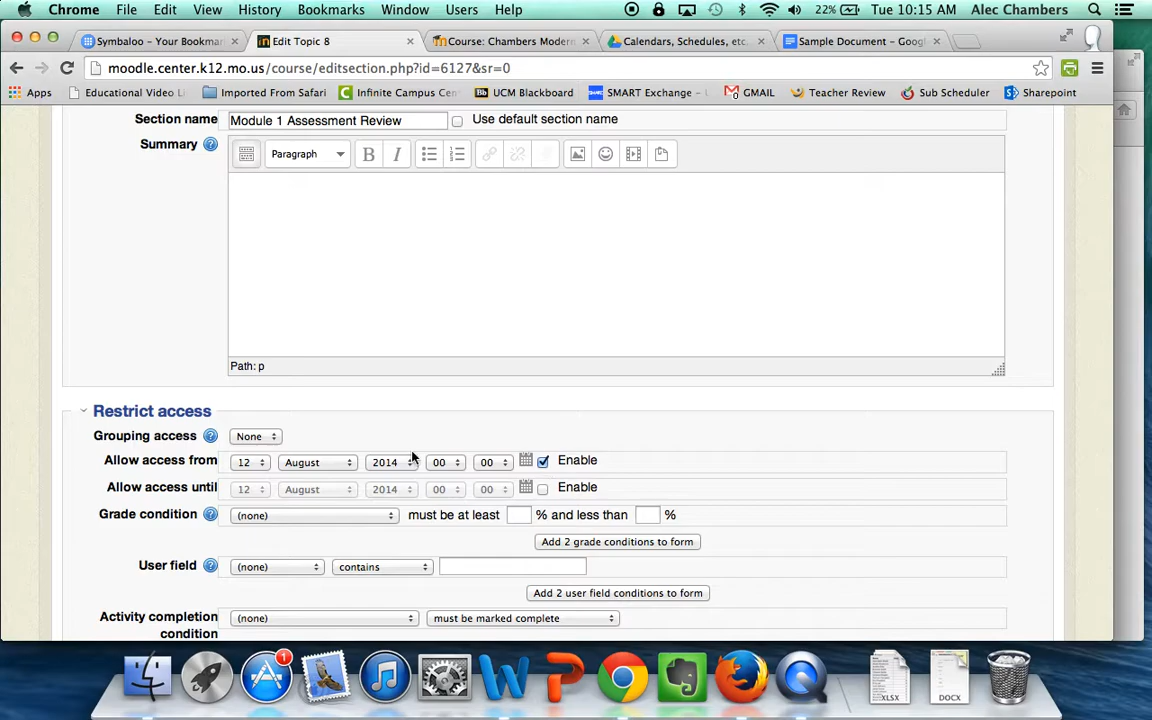 Chrome File Edit View History Bookmarks Window Users Help 22% Tue 10:15 AM Alec Chambers
Symbaloo – Your Bookmar Edit Topic 8 Course: Chambers Modern Calendars, Schedules, etc. Sample Document – Goog
moodle.center.k12.mo.us/course/editsection.php?id=6127&sr=0
Apps Educational Video Li Imported From Safari Infinite Campus Cen UCM Blackboard SMART Exchange – L GMAIL Teacher Review Sub Scheduler Sharepoint
Section name Module 1 Assessment Review Use default section name
Summary
Paragraph B I
Path: p
Restrict access
Grouping access None
Allow access from 12 August 2014 00 00 Enable
Allow access until 12 August 2014 00 00 Enable
Grade condition (none) must be at least % and less than %
Add 2 grade conditions to form
User field (none) contains
Add 2 user field conditions to form
Activity completion (none) must be marked complete
condition
1
XLSX DOCX